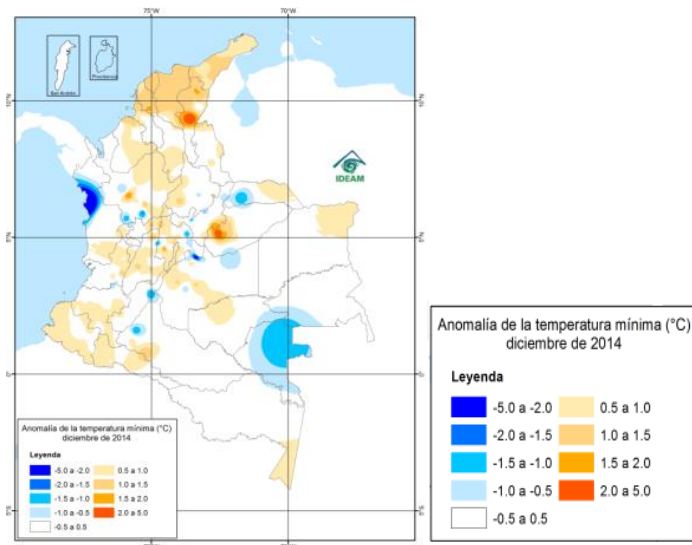 75°W
70°W
San Andrés
Providencia
10°N
10°N
IDEAM
5°N
5°N
0°
0°
5°S
5°S
Anomalía de la temperatura mínima (°C)
diciembre de 2014
Leyenda
-5.0 a -2.0
0.5 a 1.0
-2.0 a -1.5
1.0 a 1.5
-1.5 a -1.0
1.5 a 2.0
-1.0 a -0.5
2.0 a 5.0
-0.5 a 0.5
Anomalía de la temperatura mínima (°C)
diciembre de 2014
Leyenda
-5.0 a -2.0
0.5 a 1.0
-2.0 a -1.5
1.0 a 1.5
-1.5 a -1.0
1.5 a 2.0
-1.0 a -0.5
2.0 a 5.0
-0.5 a 0.5